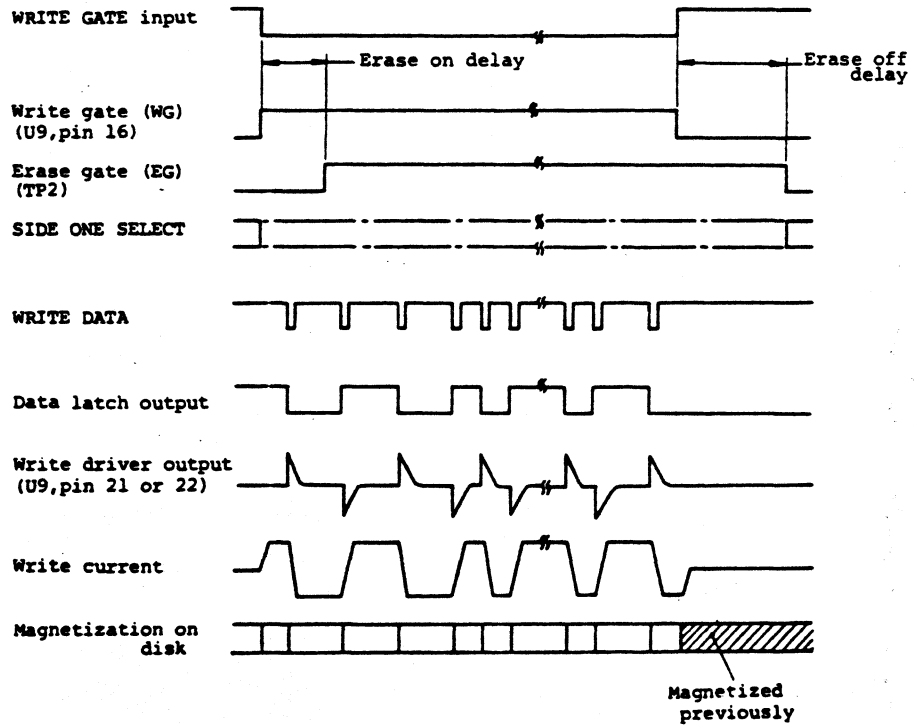 WRITE GATE input
Erase on delay
Erase off
delay
Write gate (WG)
(U9,pin 16)
Erase gate (EG)
(TP2)
SIDE ONE SELECT
WRITE DATA
Data latch output
Write driver output
(U9,pin 21 or 22)
Write current
Magnetization on
disk
Magnetized
previously